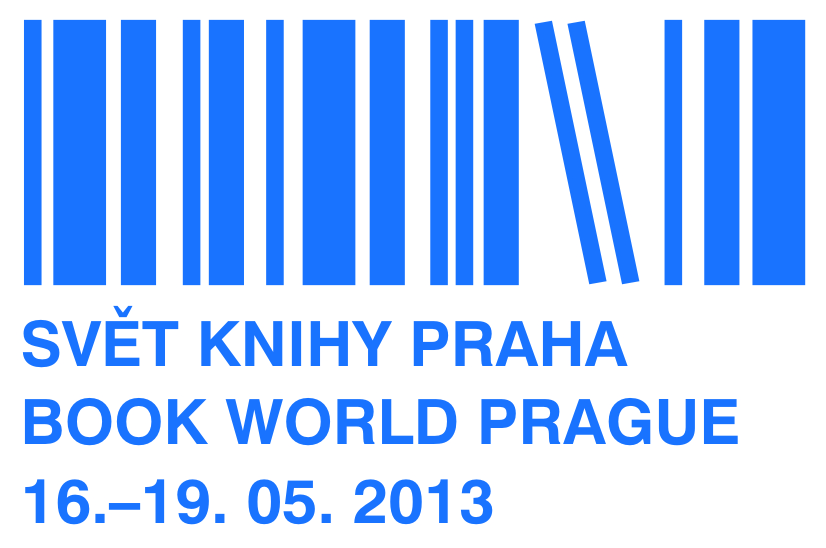 SVĚT KNIHY PRAHA
BOOK WORLD PRAGUE
16.–19. 05. 2013